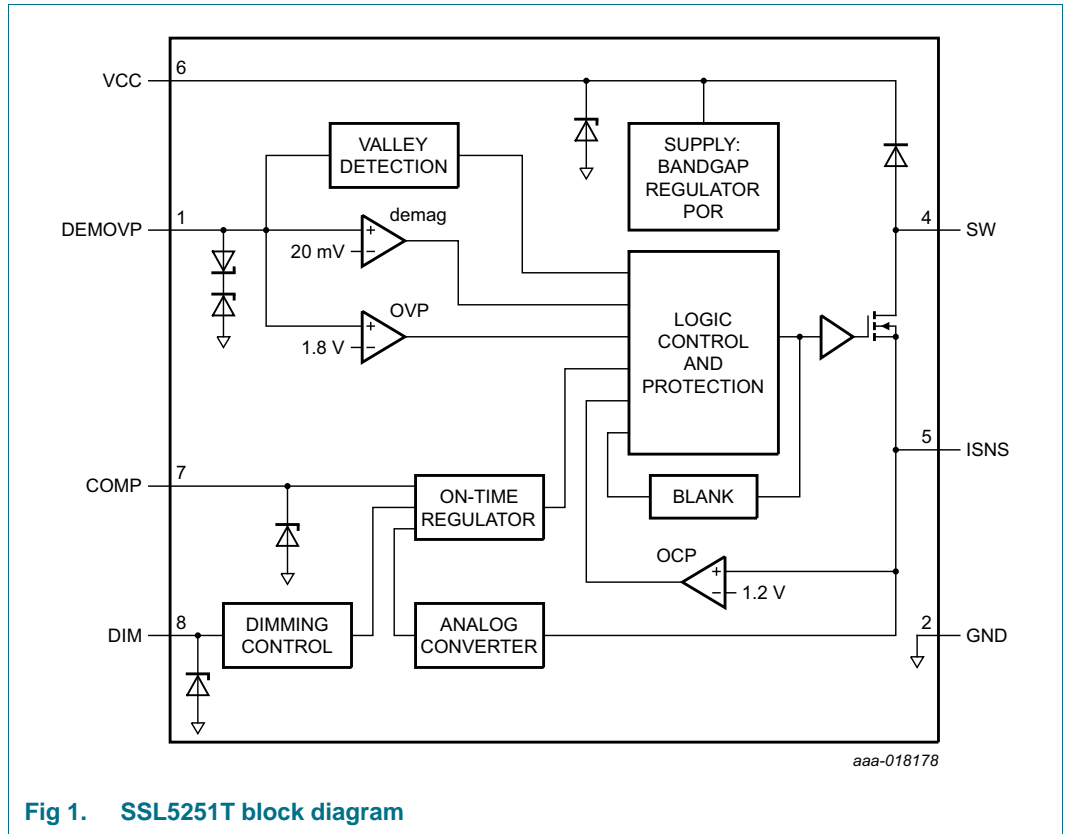 6
VCC
VALLEY
DETECTION
SUPPLY:
BANDGAP
REGULATOR
POR
1
DEMOVP
demag
+
20 mV
−
4
SW
OVP
+
1.8 V
−
LOGIC
CONTROL
AND
PROTECTION
5
ISNS
7
COMP
ON-TIME
REGULATOR
BLANK
OCP
+
−
1.2 V
8
DIM
DIMMING
CONTROL
ANALOG
CONVERTER
2
GND
aaa-018178
Fig 1. SSL5251T block diagram